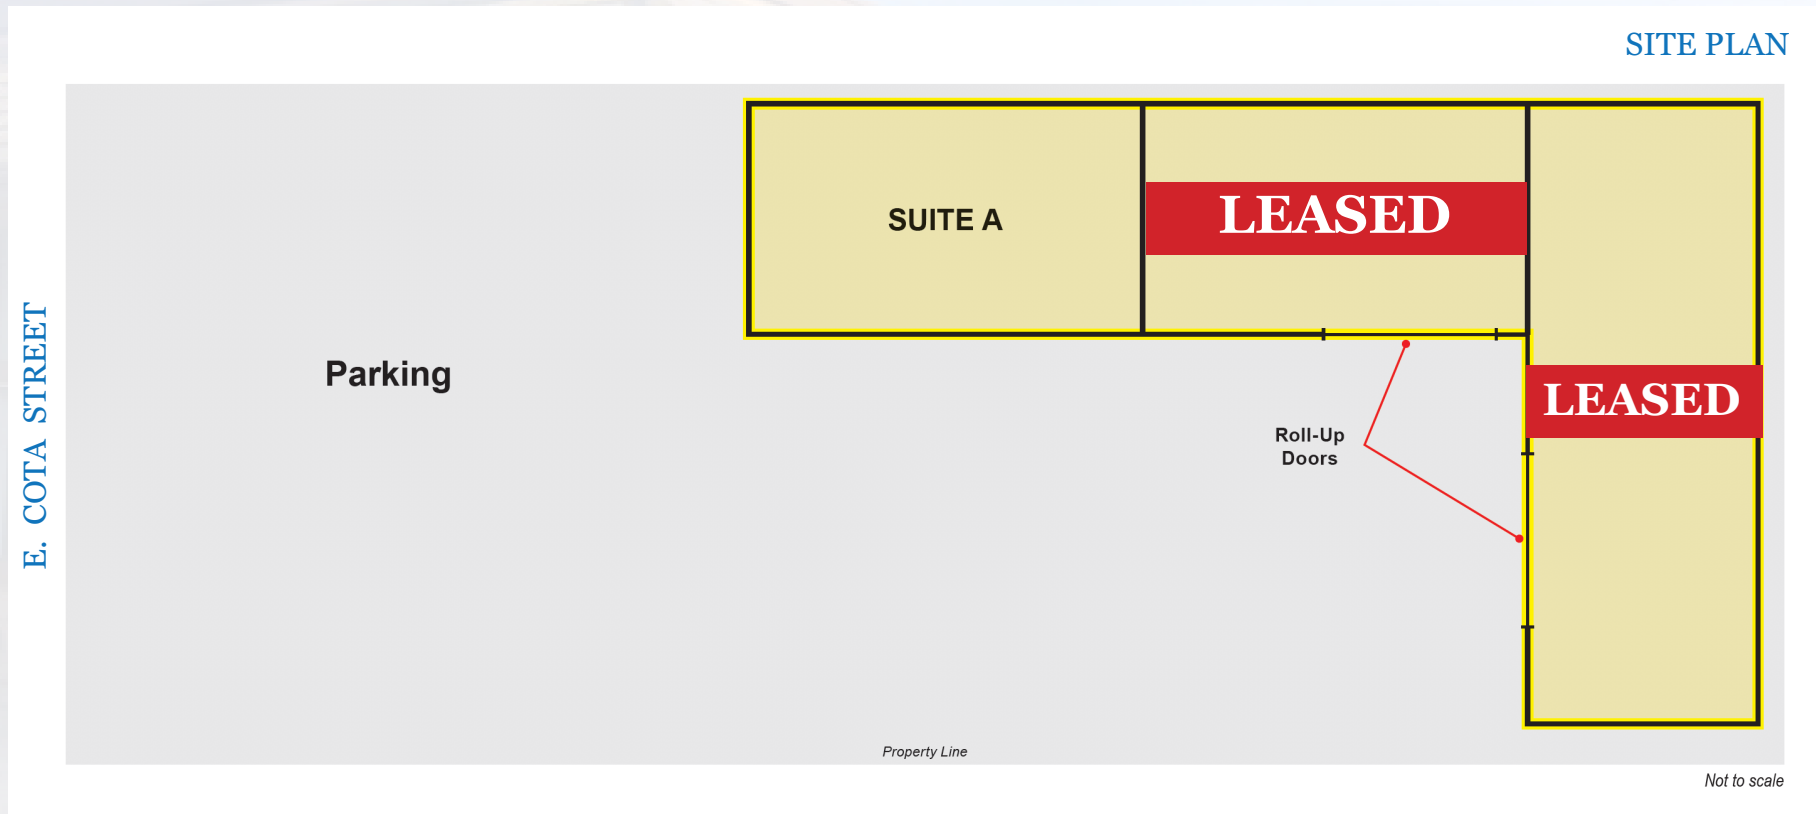 SITE PLAN
SUITE A
LEASED
LEASED
Parking
E. COTA STREET
Roll-Up
Doors
Property Line
Not to scale